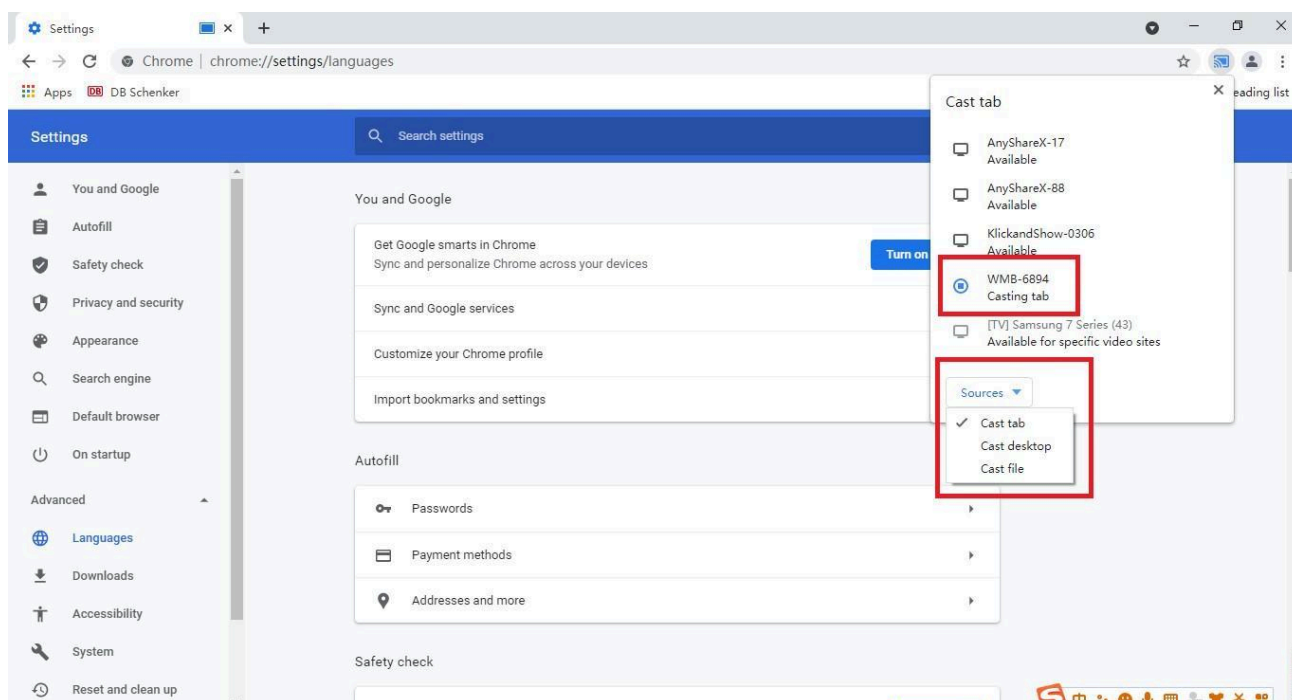 Settings
Chrome | chrome://settings/languages
Apps
DB DB Schenker
eading list
Settings
Search settings
You and Google
Autofill
Safety check
Privacy and security
Appearance
Search engine
Default browser
On startup
Advanced
Languages
Downloads
Accessibility
System
Reset and clean up
You and Google
Get Google smarts in Chrome
Sync and personalize Chrome across your devices
Turn on
Sync and Google services
Customize your Chrome profile
Import bookmarks and settings
Autofill
Passwords
Payment methods
Addresses and more
Safety check
Cast tab
AnyShareX-17
Available
AnyShareX-88
Available
KlickandShow-0306
Available
WMB-6894
Casting tab
[TV] Samsung 7 Series (43)
Available for specific video sites
Sources
Cast tab
Cast desktop
Cast file
中